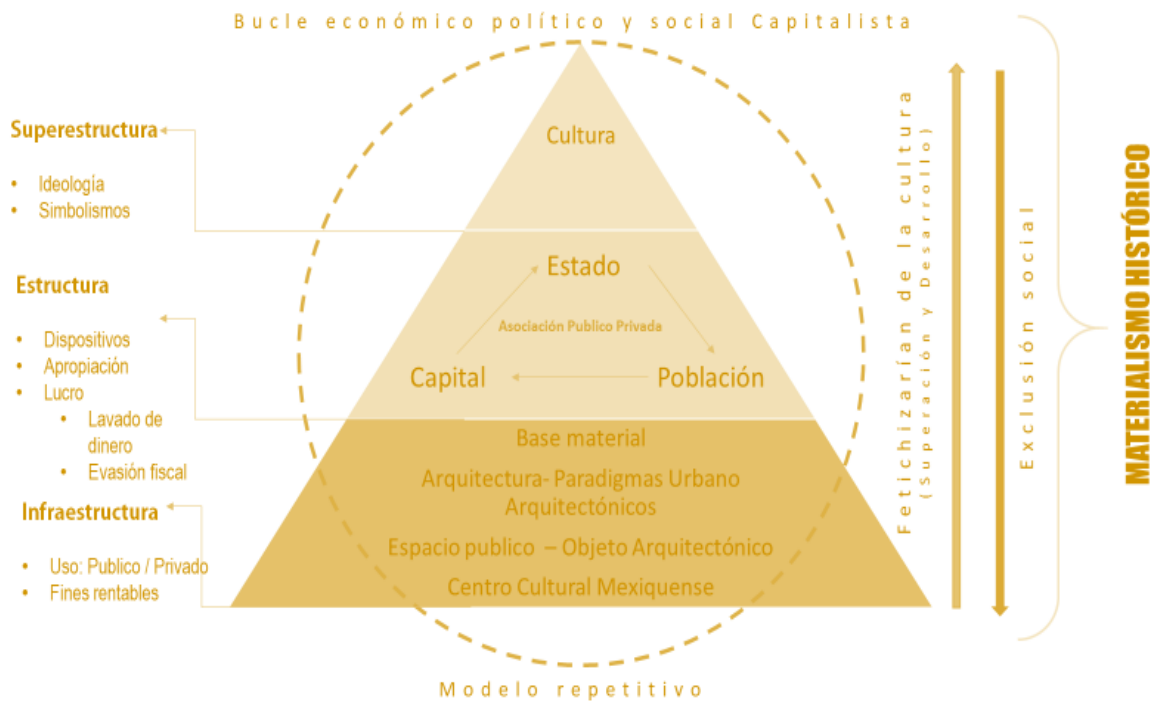 Bucle económico político y social Capitalista
Superestructura
• Ideología
• Simbolismos
Estructura
• Dispositivos
• Apropiación
• Lucro
• Lavado de
dinero
• Evasión fiscal
Infraestructura
• Uso: Publico / Privado
• Fines rentables
Cultura
Estado
Asociación Publico Privada
Capital
Población
Base material
Arquitectura- Paradigmas Urbano
Arquitectónicos
Espacio publico – Objeto Arquitectónico
Centro Cultural Mexiquense
Fetichizarían de la cultura
(Superación y Desarrollo)
Exclusión social
MATERIALISMO HISTÓRICO
Modelo repetitivo